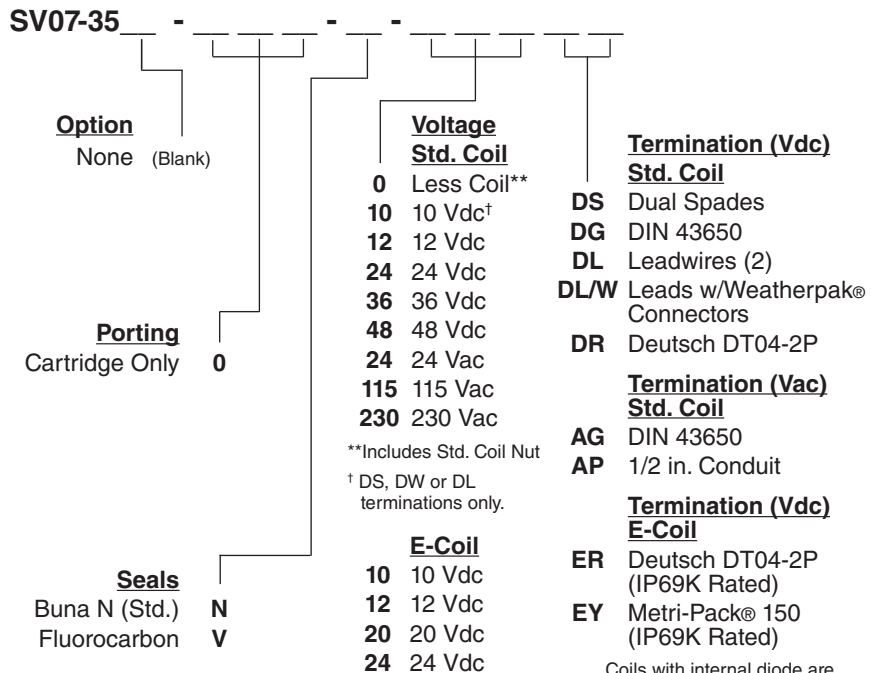 SV07-35__ - __ __ __ - __ - __ __ __ __ __
Option
None (Blank)
Porting
Cartridge Only 0
Seals
Buna N (Std.) N
Fluorocarbon V
Voltage
Std. Coil
0 Less Coil**
10 10 Vdc†
12 12 Vdc
24 24 Vdc
36 36 Vdc
48 48 Vdc
24 24 Vac
115 115 Vac
230 230 Vac
**Includes Std. Coil Nut
† DS, DW or DL
terminations only.
E-Coil
10 10 Vdc
12 12 Vdc
20 20 Vdc
24 24 Vdc
Termination (Vdc)
Std. Coil
DS Dual Spades
DG DIN 43650
DL Leadwires (2)
DL/W Leads w/Weatherpak®
Connectors
DR Deutsch DT04-2P
Termination (Vac)
Std. Coil
AG DIN 43650
AP 1/2 in. Conduit
Termination (Vdc)
E-Coil
ER Deutsch DT04-2P
(IP69K Rated)
EY Metri-Pack® 150
(IP69K Rated)
Coils with internal diode are